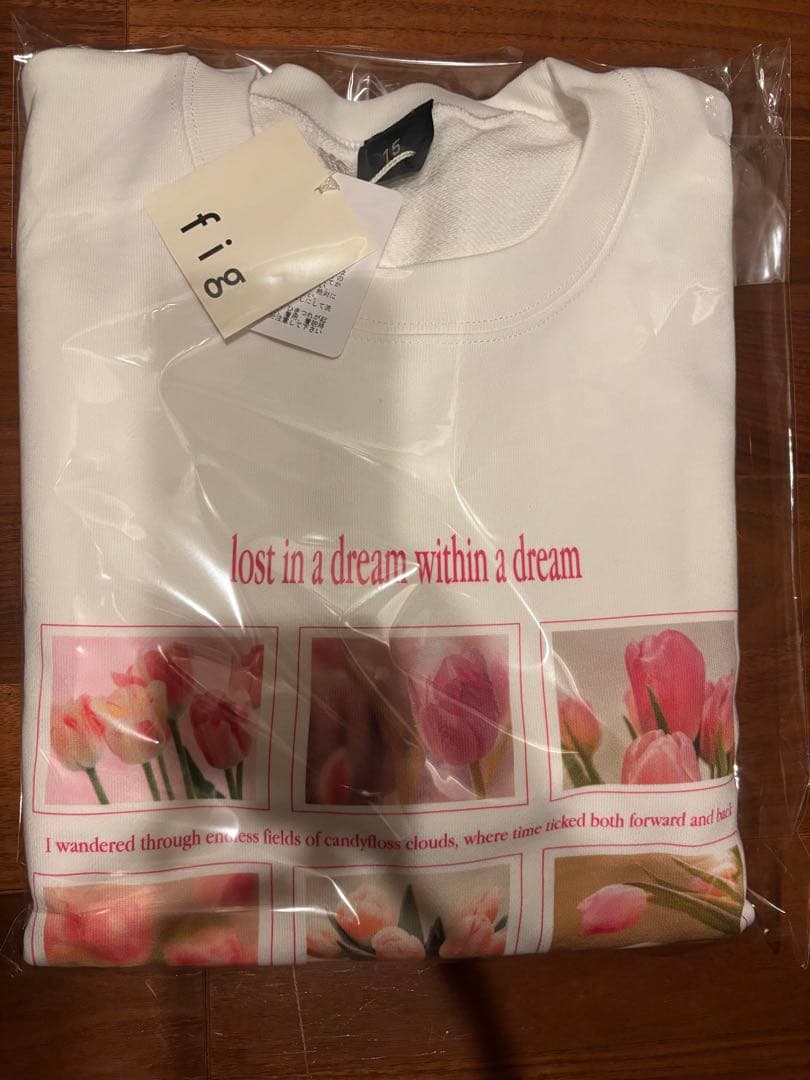 15
fig
lost in a dream within a dream
I wandered through endless fields of candyfloss clouds, where time ticked both forward and back